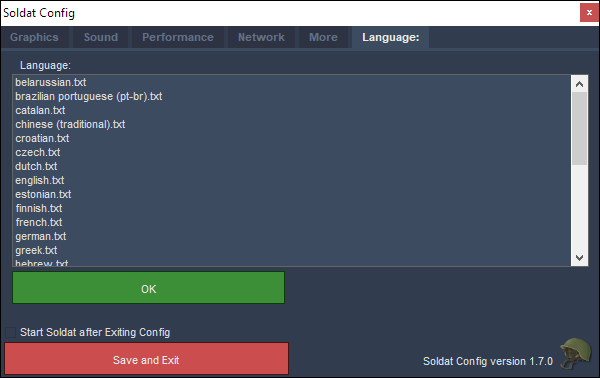 Soldat Config
x
Graphics Sound Performance Network More Language:
Language:
belarussian.txt
brazilian portuguese (pt-br).txt
catalan.txt
chinese (traditional).txt
croatian.txt
czech.txt
dutch.txt
english.txt
estonian.txt
finnish.txt
french.txt
german.txt
greek.txt
hebrew.txt
OK
Start Soldat after Exiting Config
Save and Exit
Soldat Config version 1.7.0